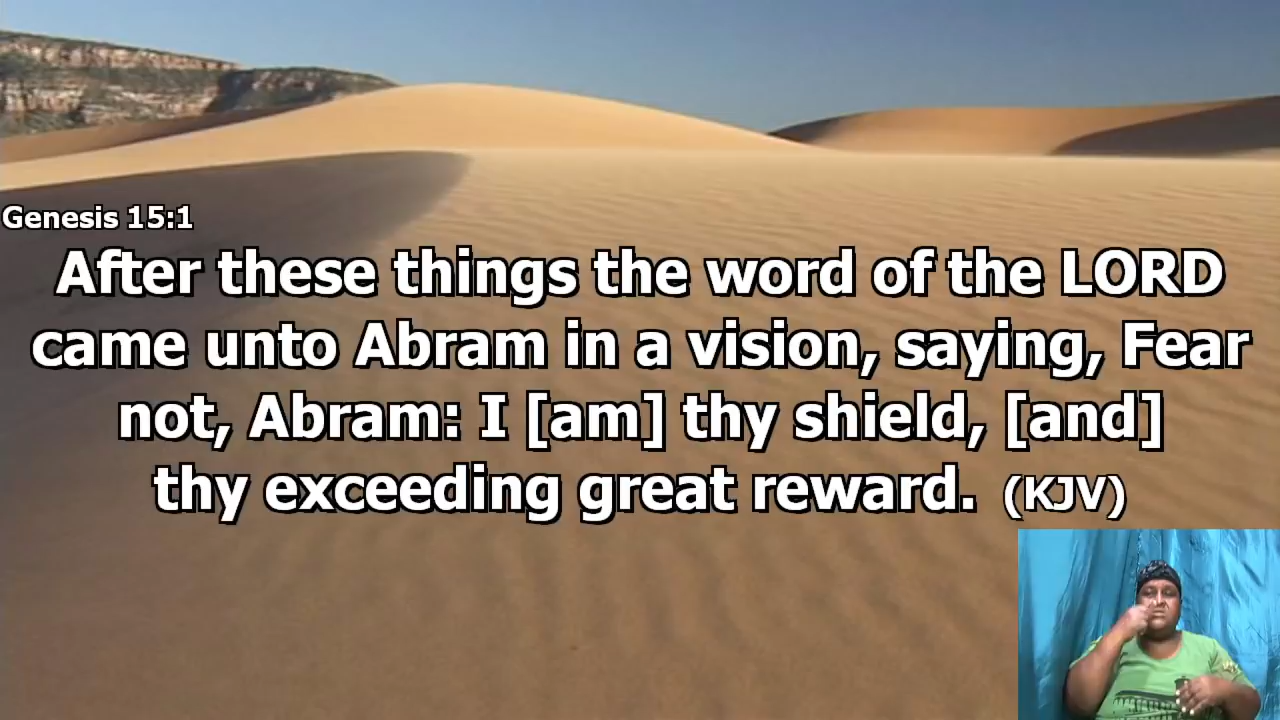 Genesis 15:1
After these things the word of the LORD
came unto Abram in a vision, saying, Fear
not, Abram: I [am] thy shield, [and]
thy exceeding great reward. (KJV)